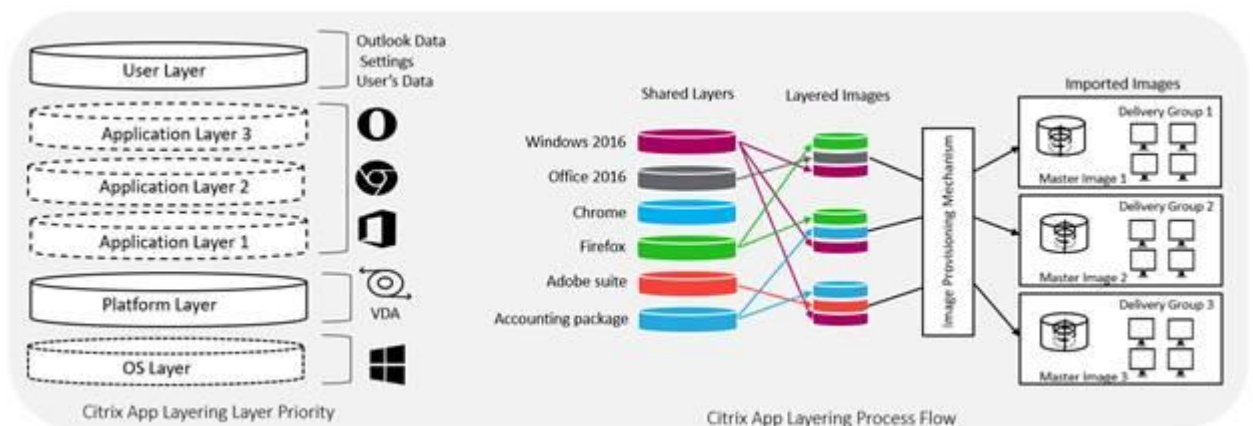 User Layer
Outlook Data
Settings
User's Data
Application Layer 3
Application Layer 2
Application Layer 1
Platform Layer
VDA
OS Layer
Citrix App Layering Layer Priority
Shared Layers
Layered Images
Imported Images
Windows 2016
Office 2016
Chrome
Firefox
Adobe suite
Accounting package
Image Provisioning Mechanism
Delivery Group 1
Master Image 1
Delivery Group 2
Master Image 2
Delivery Group 3
Master Image 3
Citrix App Layering Process Flow